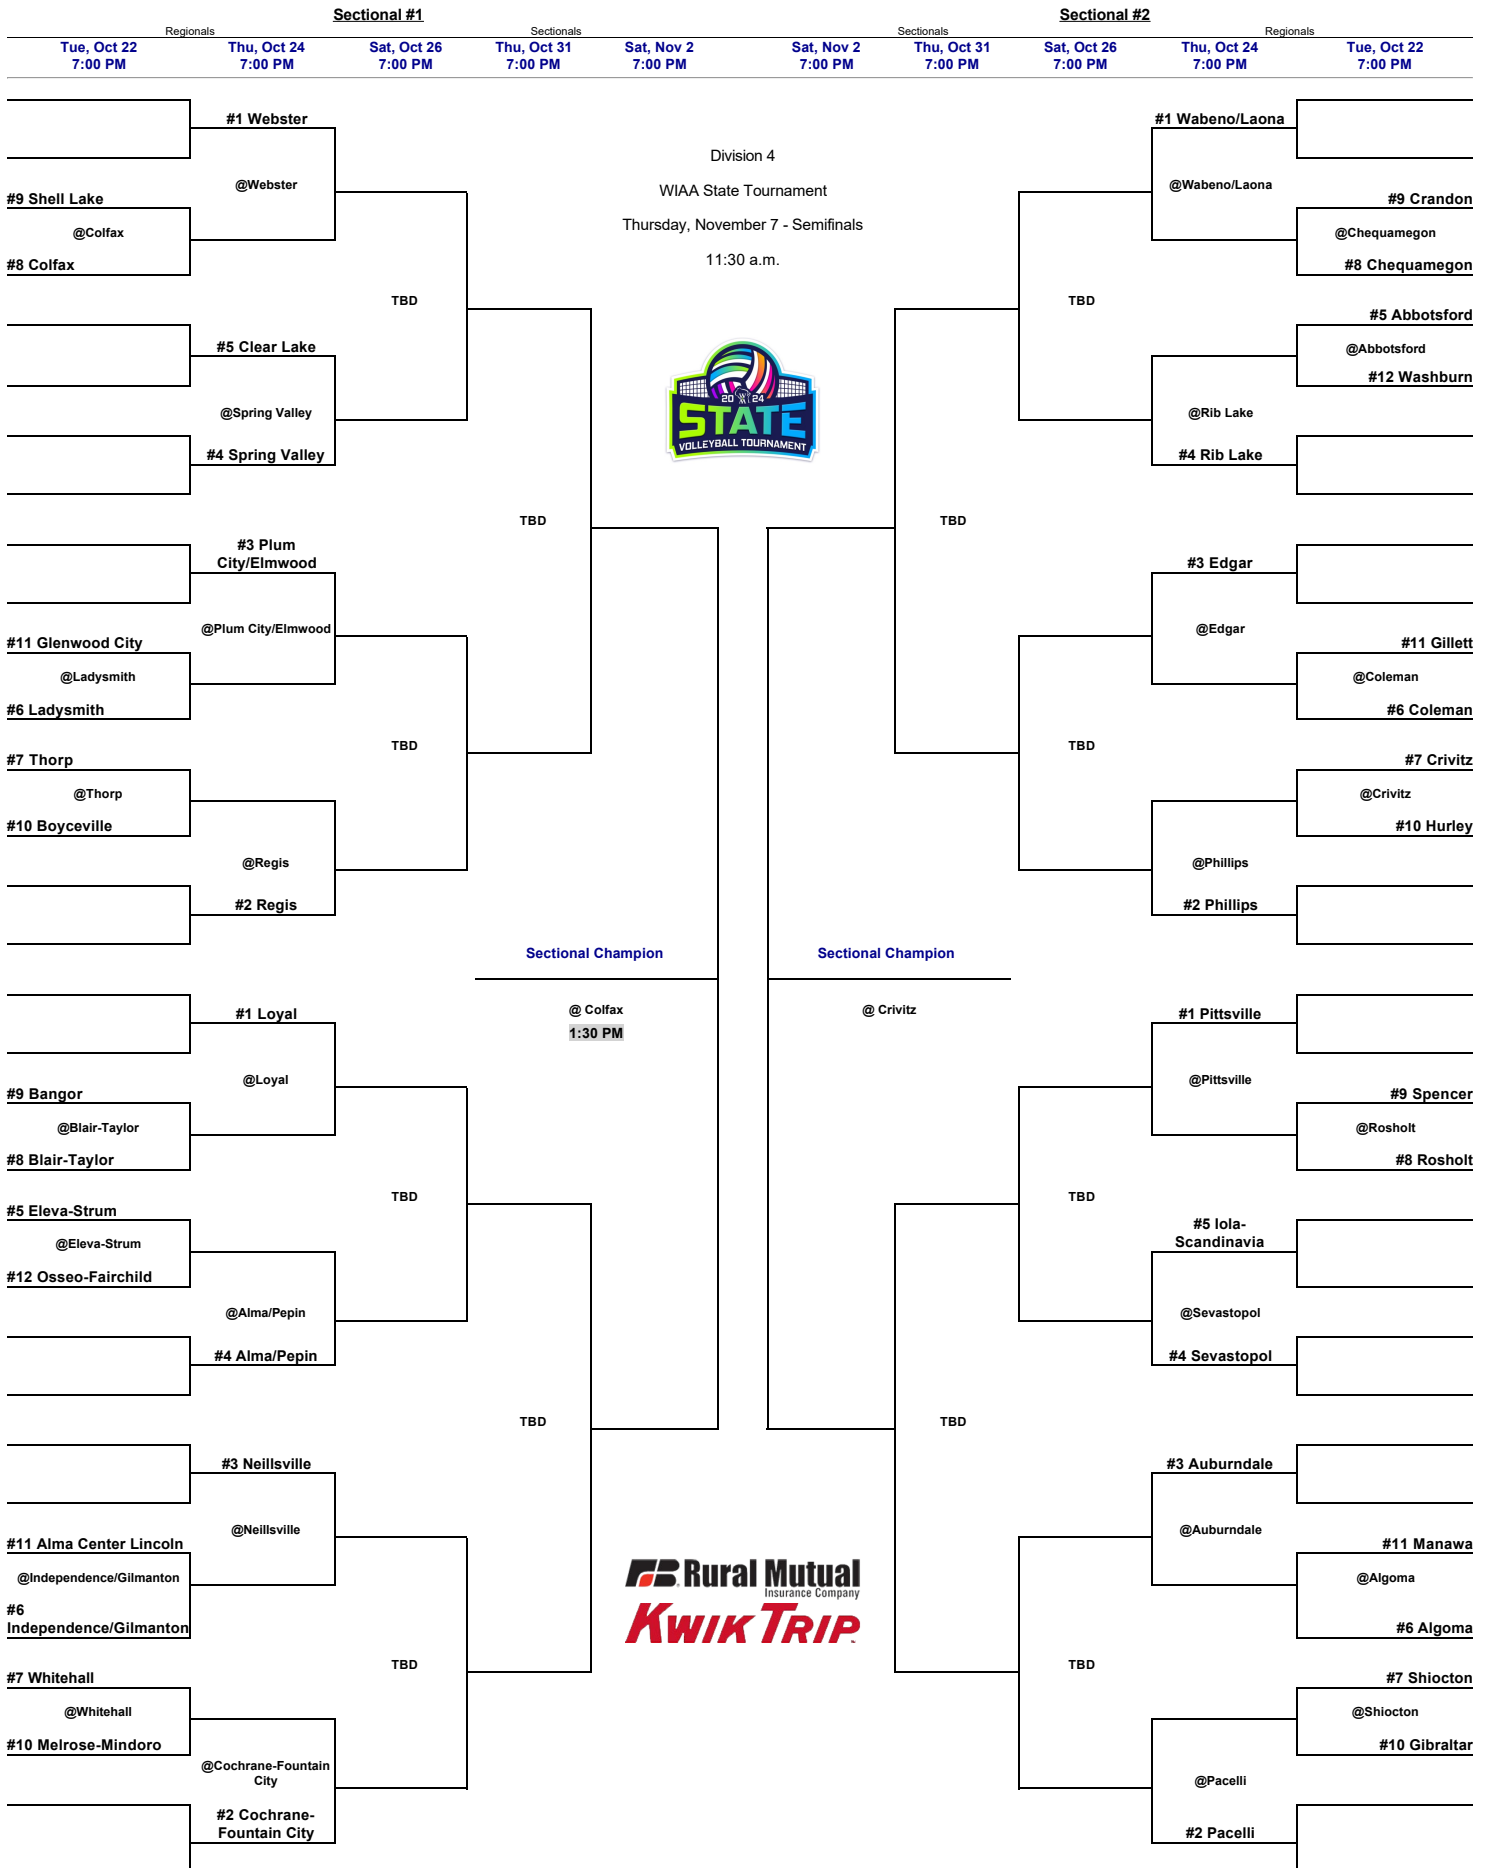 Sectional #1
Sectional #2
Regionals
Sectionals
Sectionals
Regionals
Tue, Oct 22
7:00 PM
Thu, Oct 24
7:00 PM
Sat, Oct 26
7:00 PM
Thu, Oct 31
7:00 PM
Sat, Nov 2
7:00 PM
Sat, Nov 2
7:00 PM
Thu, Oct 31
7:00 PM
Sat, Oct 26
7:00 PM
Thu, Oct 24
7:00 PM
Tue, Oct 22
7:00 PM
#1 Webster
@Webster
#9 Shell Lake
@Colfax
#8 Colfax
TBD
#5 Clear Lake
@Spring Valley
#4 Spring Valley
TBD
#3 Plum
City/Elmwood
@Plum City/Elmwood
#11 Glenwood City
@Ladysmith
#6 Ladysmith
TBD
#7 Thorp
@Thorp
#10 Boyceville
@Regis
#2 Regis
Division 4
WIAA State Tournament
Thursday, November 7 - Semifinals
11:30 a.m.
20 24
STATE
VOLLEYBALL TOURNAMENT
#1 Wabeno/Laona
@Wabeno/Laona
#9 Crandon
@Chequamegon
#8 Chequamegon
TBD
#5 Abbotsford
@Abbotsford
#12 Washburn
@Rib Lake
#4 Rib Lake
TBD
#3 Edgar
@Edgar
#11 Gillett
@Coleman
#6 Coleman
TBD
#7 Crivitz
@Crivitz
#10 Hurley
@Phillips
#2 Phillips
Sectional Champion
@ Colfax
1:30 PM
Sectional Champion
@ Crivitz
#1 Loyal
@Loyal
#9 Bangor
@Blair-Taylor
#8 Blair-Taylor
TBD
#5 Eleva-Strum
@Eleva-Strum
#12 Osseo-Fairchild
@Alma/Pepin
#4 Alma/Pepin
TBD
#3 Neillsville
@Neillsville
#11 Alma Center Lincoln
@Independence/Gilmanton
#6
Independence/Gilmanton
TBD
#7 Whitehall
@Whitehall
#10 Melrose-Mindoro
@Cochrane-Fountain
City
#2 Cochrane-
Fountain City
Rural Mutual
Insurance Company
KWIK TRIP
#1 Pittsville
@Pittsville
#9 Spencer
@Rosholt
#8 Rosholt
TBD
#5 Iola-
Scandinavia
@Sevastopol
#4 Sevastopol
TBD
#3 Auburndale
@Auburndale
#11 Manawa
@Algoma
#6 Algoma
TBD
#7 Shiocton
@Shiocton
#10 Gibraltar
@Pacelli
#2 Pacelli